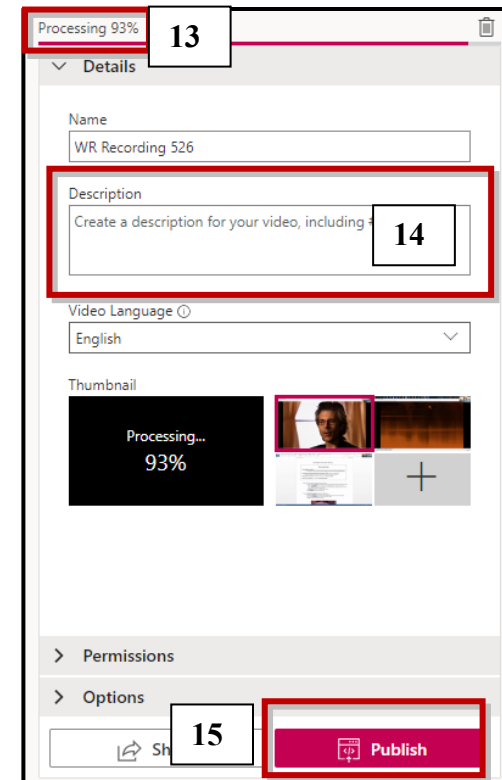 Processing 93%
13
Details
Name
WR Recording 526
Description
Create a description for your video, including
14
Video Language
English
Thumbnail
Processing...
93%
Permissions
Options
15
Sh
Publish